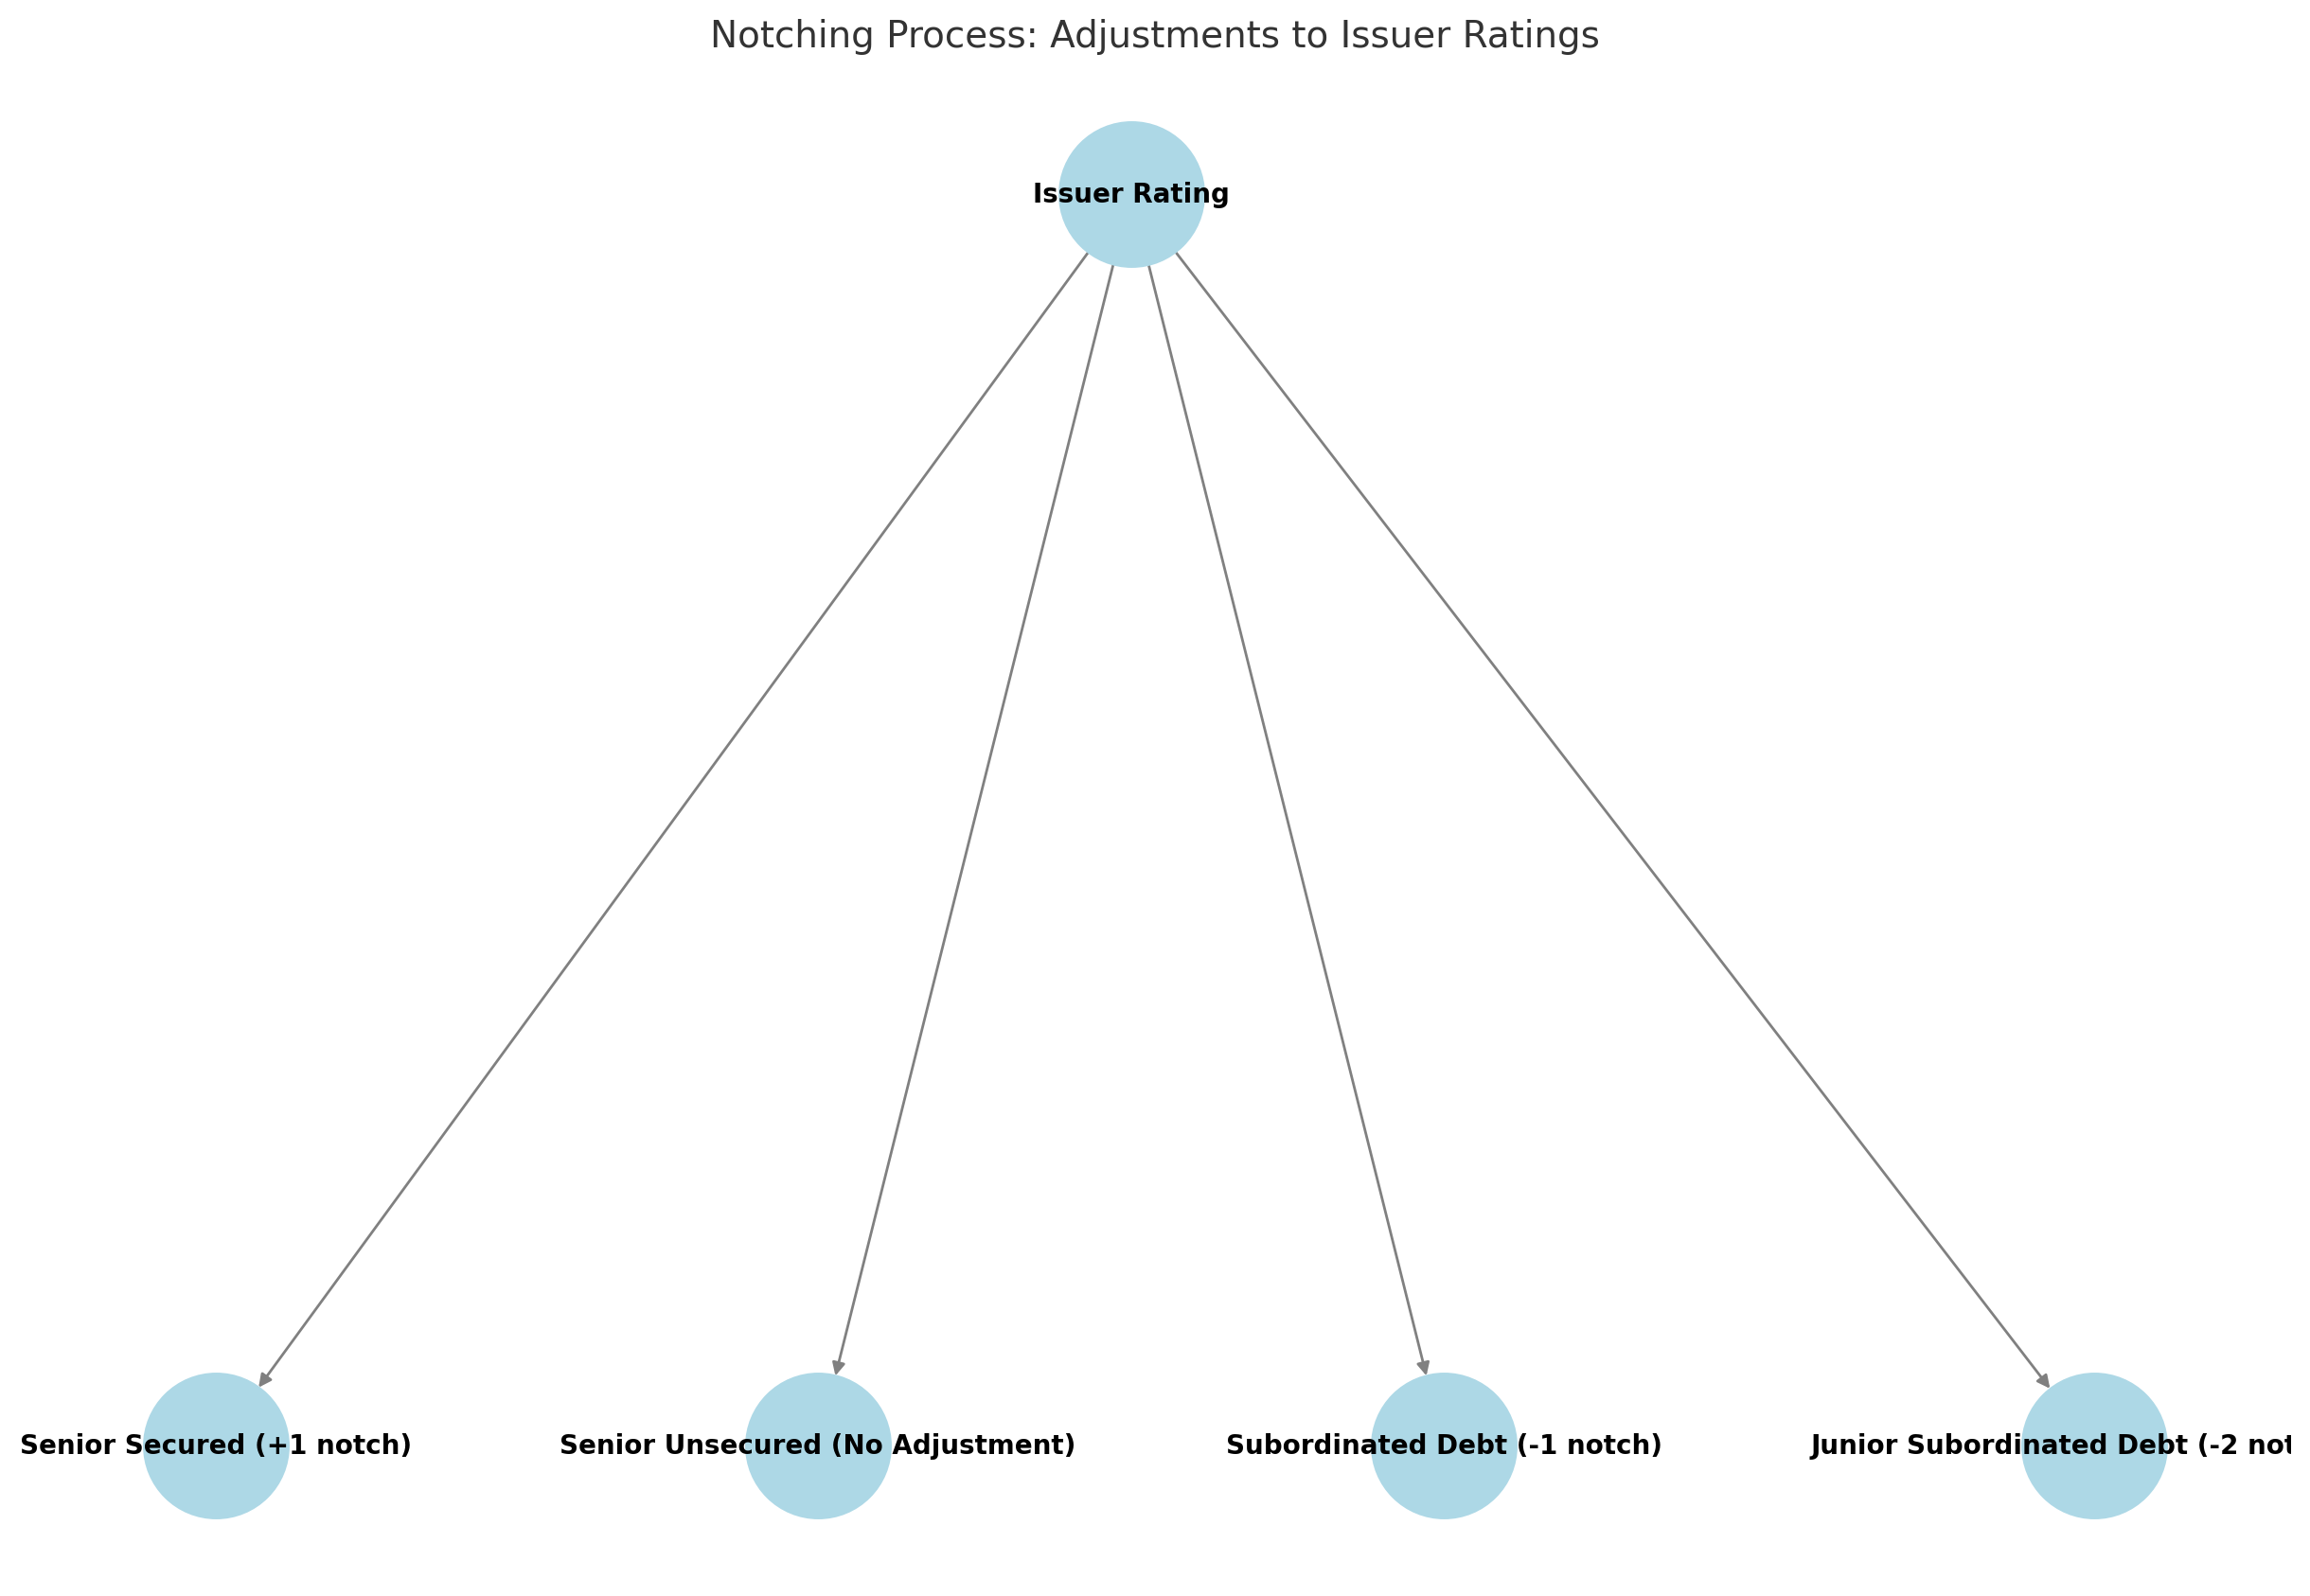 Notching Process: Adjustments to Issuer Ratings
Issuer Rating
Senior Secured (+1 notch)
Senior Unsecured (No Adjustment)
Subordinated Debt (-1 notch)
Junior Subordinated Debt (-2 not